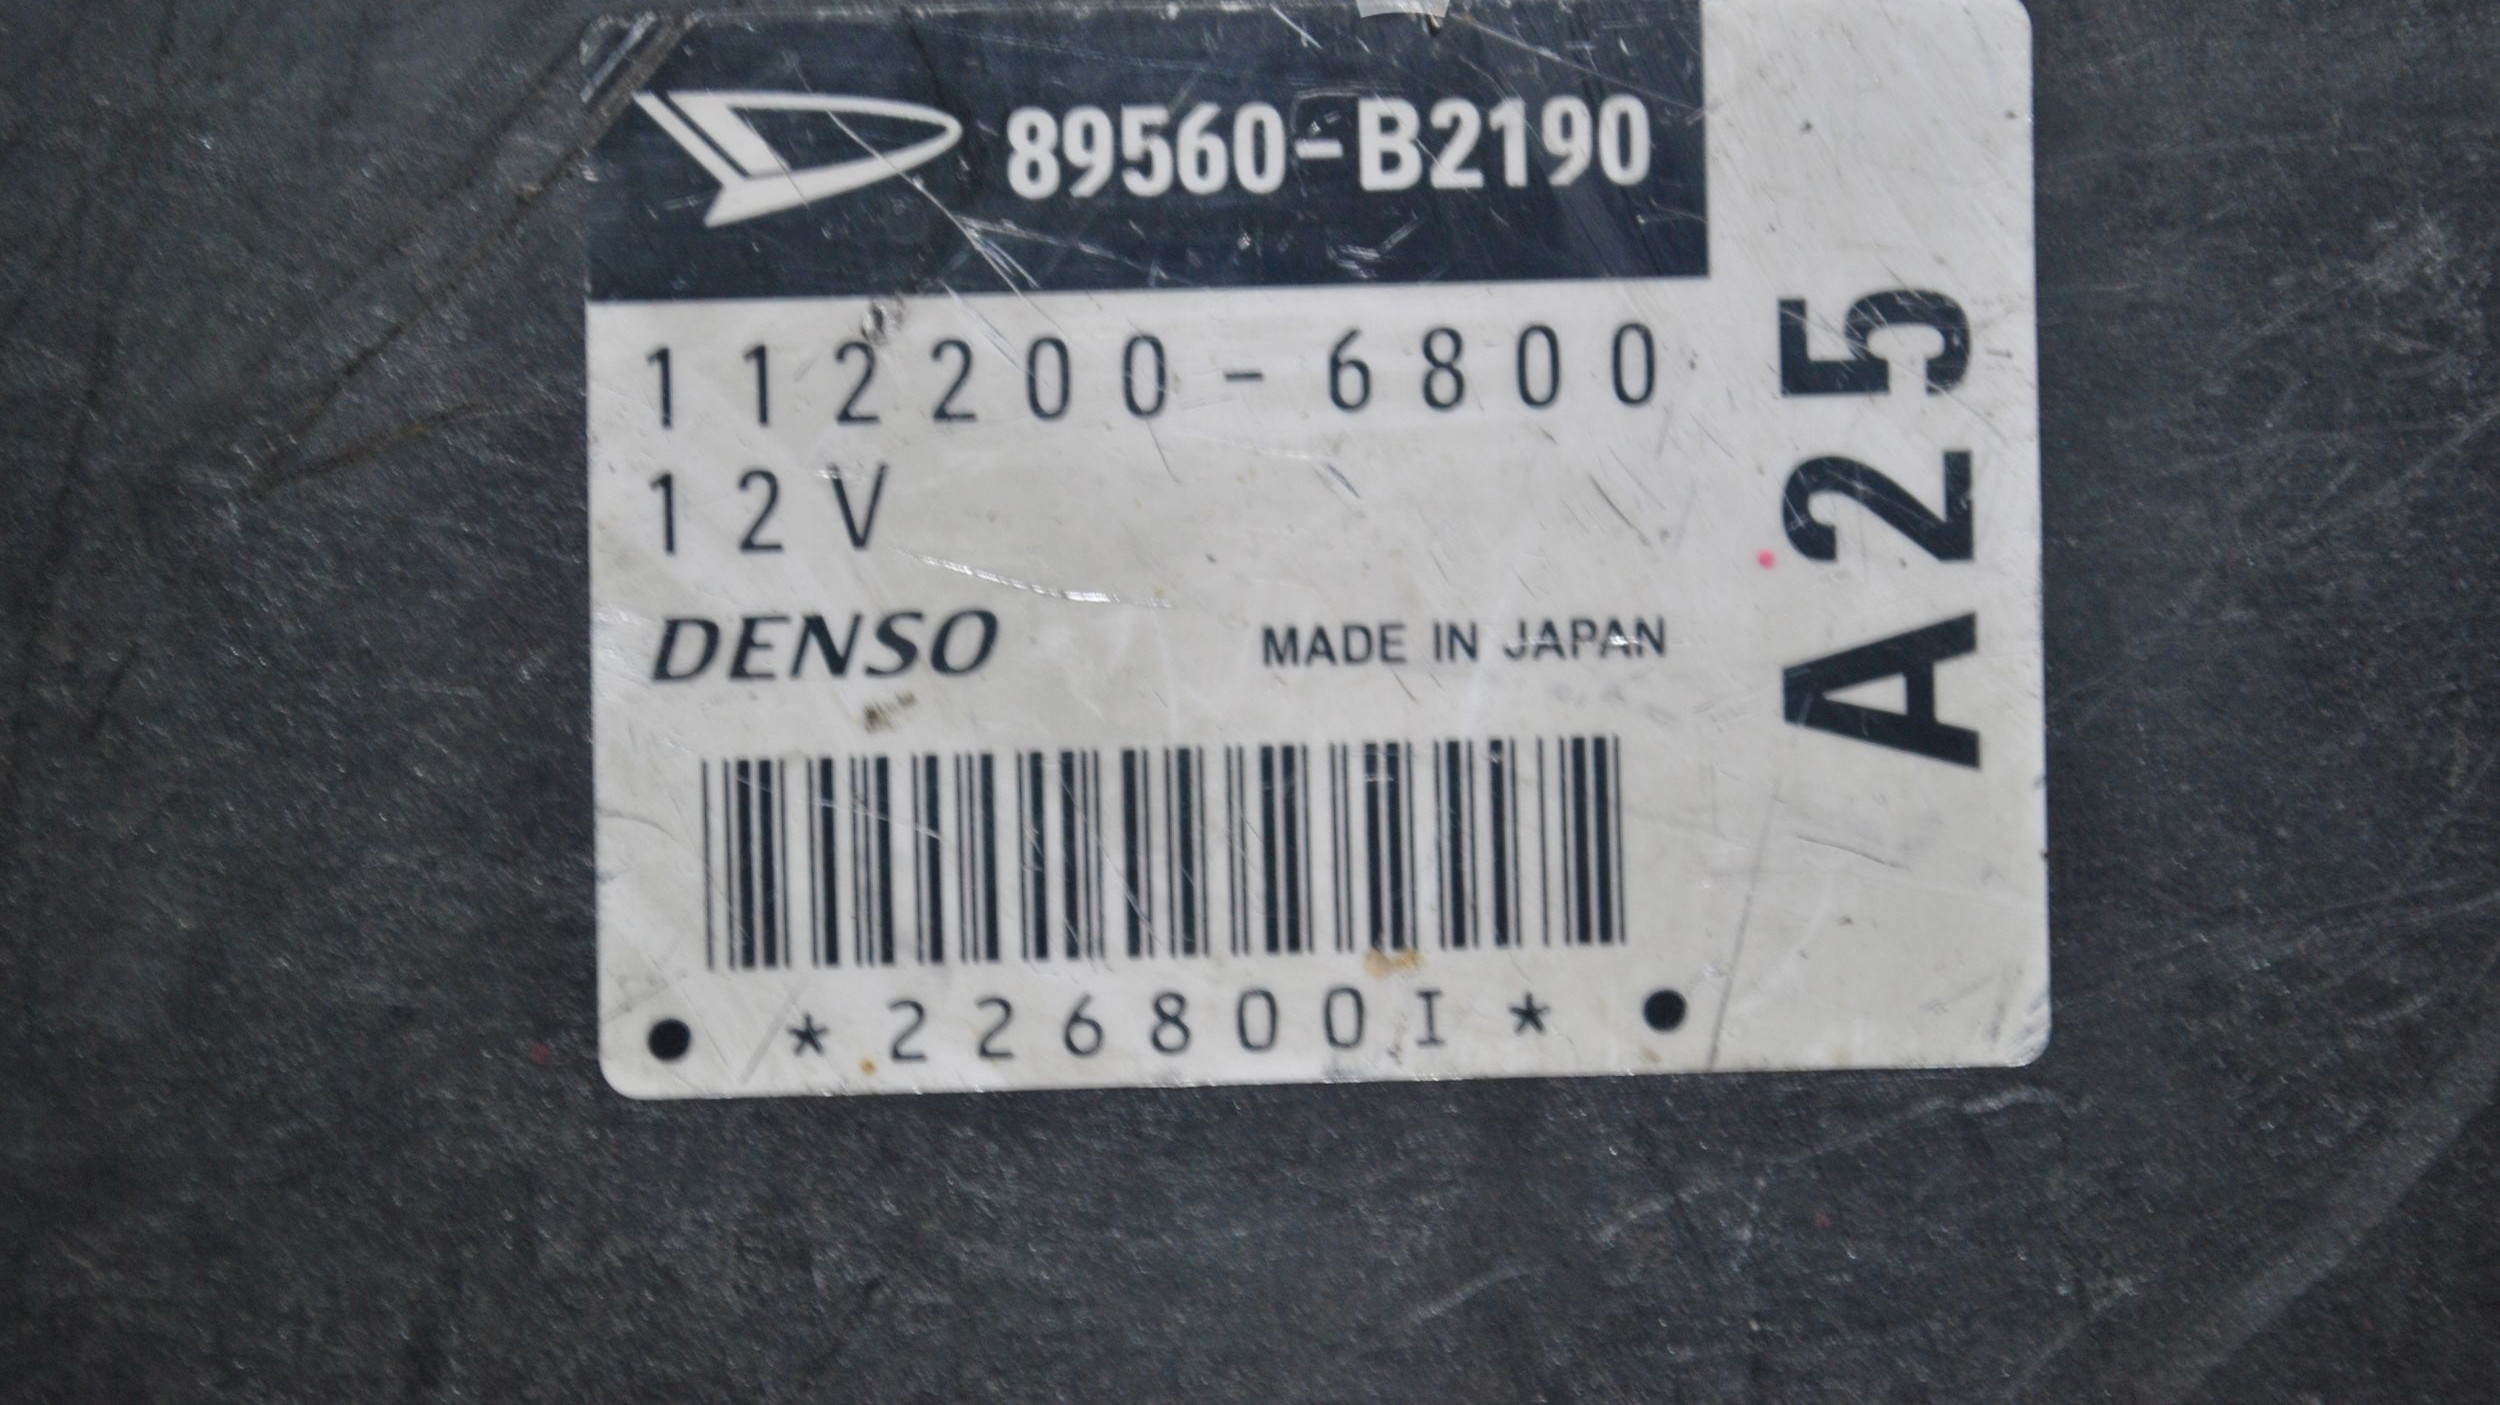 89560-B2190
112200-6800
12V
DENSO MADE IN JAPAN
*226800I*
A25